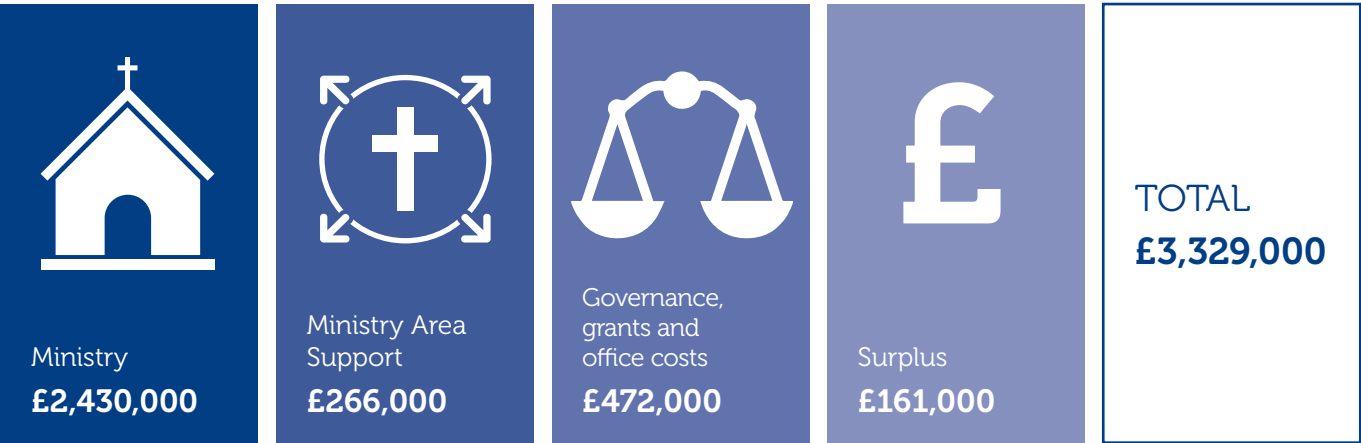 Ministry
£2,430,000
Ministry Area
Support
£266,000
Governance,
grants and
office costs
£472,000
£
Surplus
£161,000
TOTAL
£3,329,000